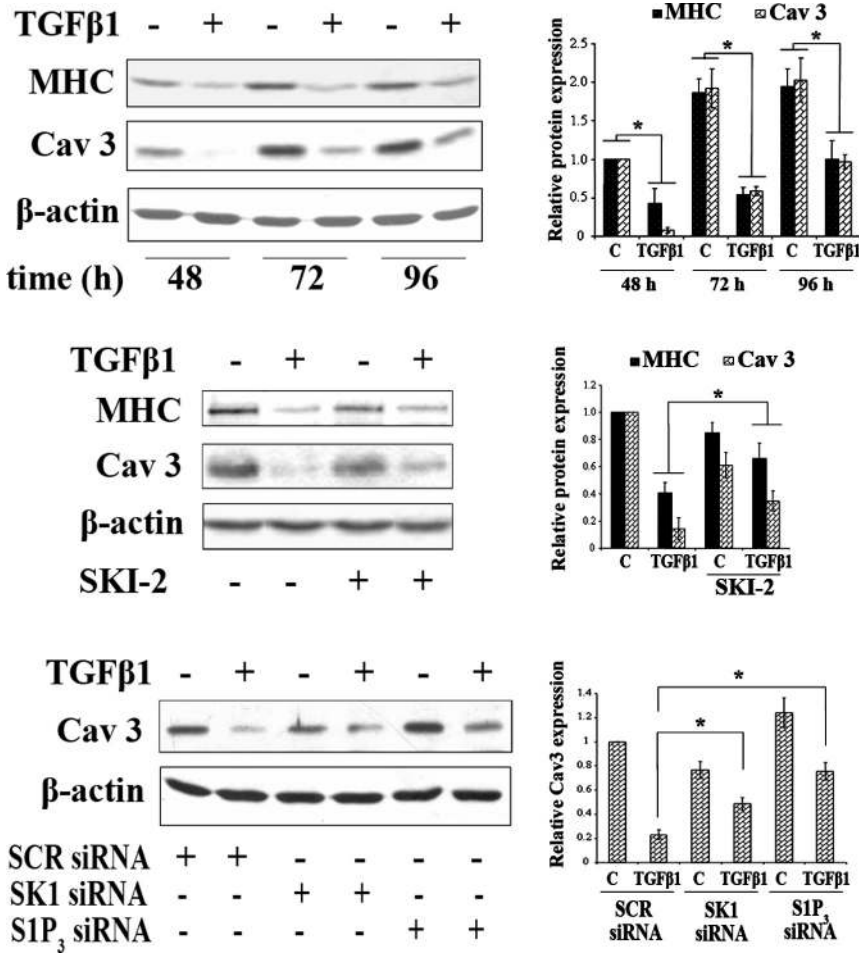 TGFβ1 - + - + - +
MHC
Cav 3
β-actin
time (h) 48 72 96
MHC Cav 3
Relative protein expression
2.5
2.0
1.5
1.0
0.5
0
* * *
C TGFβ1 C TGFβ1 C TGFβ1
48 h 72 h 96 h
TGFβ1 - + - +
MHC
Cav 3
β-actin
SKI-2 - - + +
MHC Cav 3
Relative protein expression
1.2
1
0.8
0.6
0.4
0.2
0
*
C TGFβ1 C TGFβ1
SKI-2
TGFβ1 - + - + - +
Cav 3
β-actin
SCR siRNA + + - - - -
SK1 siRNA - - + + - -
S1P3 siRNA - - - - + +
Relative Cav3 expression
1.4
1.2
1
0.8
0.6
0.4
0.2
0
* *
C TGFβ1 C TGFβ1 C TGFβ1
SCR SK1 S1P3
siRNA siRNA siRNA